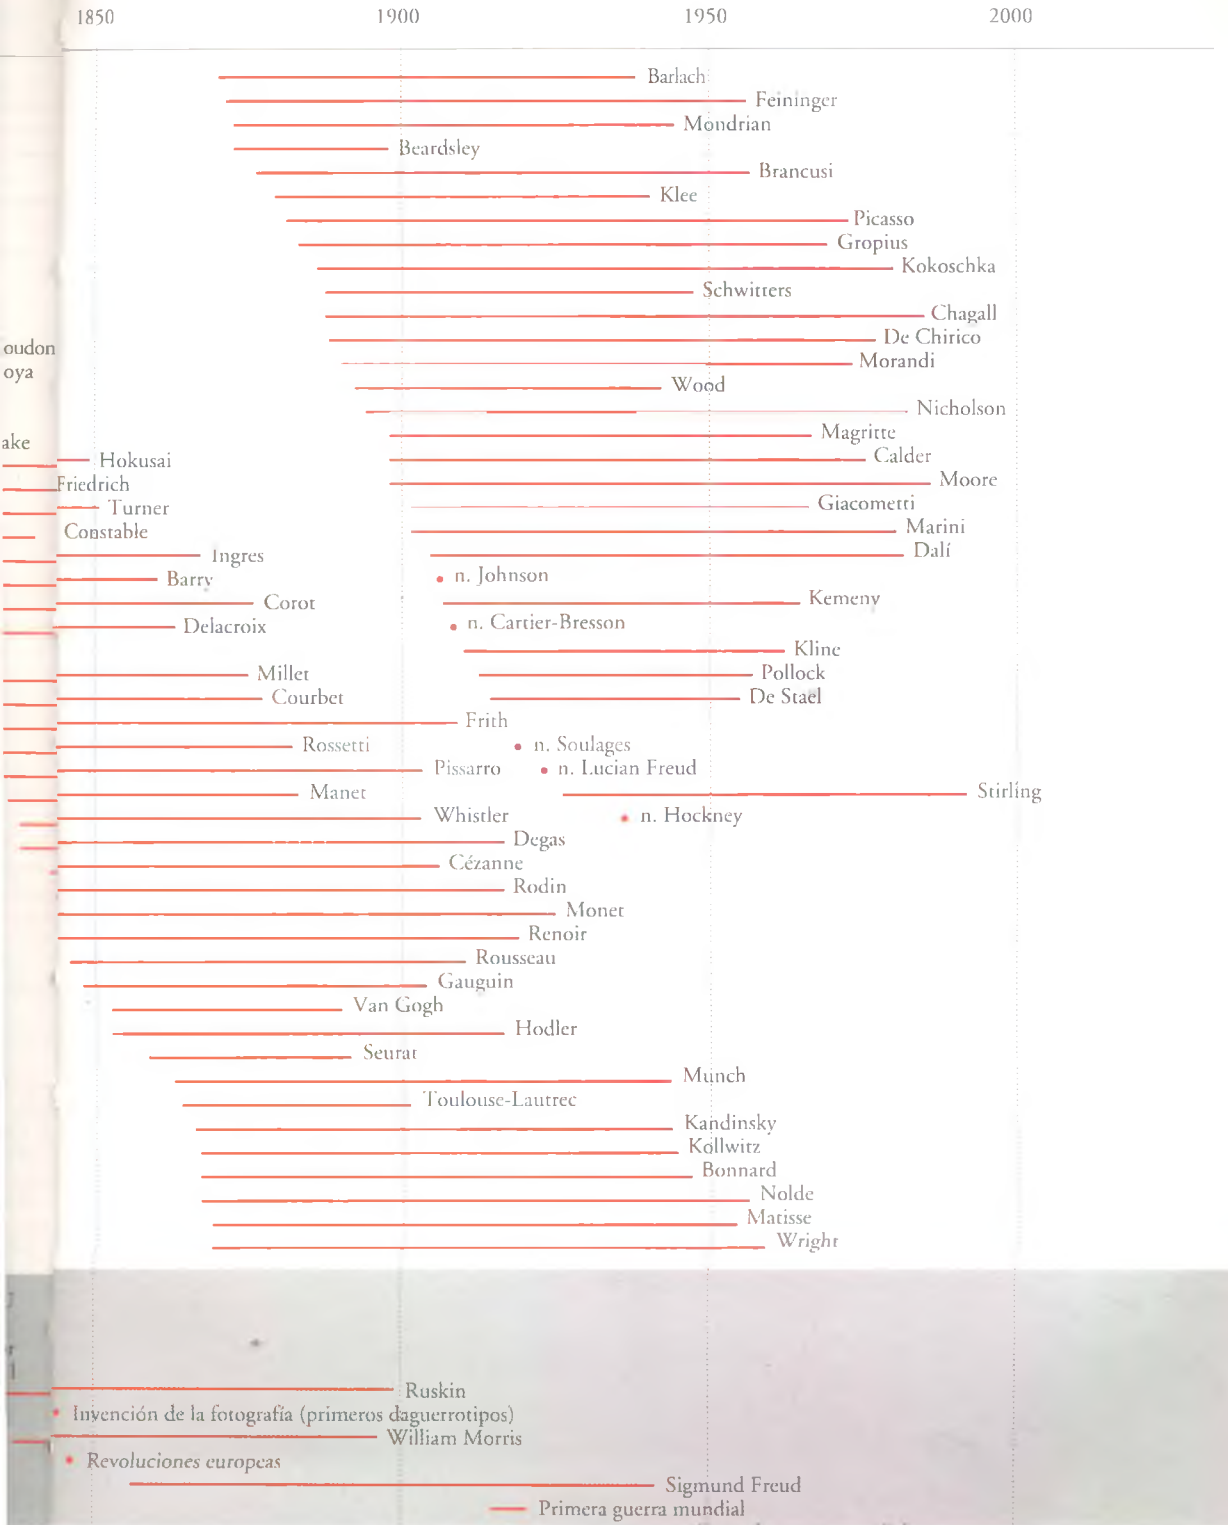 1850 1900 1950 2000
Barlach
Feininger
Mondrian
Beardsley
Brancusi
Klee
Picasso
Gropius
Kokoschka
Schwitters
Chagall
De Chirico
oudon
Morandi
oya
Wood
Nicholson
Magritte
ake
Calder
Hokusai
Moore
Friedrich
Giacometti
Turner
Marini
Constable
Dalí
Ingres
n. Johnson
Barry
Kemeny
Corot
n. Cartier-Bresson
Delacroix
Kline
Millet
Pollock
Courbet
De Stael
Frith
Rossetti
n. Soulages
Pissarro
n. Lucian Freud
Manet
Stirling
Whistler
n. Hockney
Degas
Cézanne
Rodin
Monet
Renoir
Rousseau
Gauguin
Van Gogh
Hodler
Seurat
Munch
Toulouse-Lautrec
Kandinsky
Kollwitz
Bonnard
Nolde
Matisse
Wright
Ruskin
Invención de la fotografía (primeros daguerrotipos)
William Morris
Revoluciones europeas
Sigmund Freud
Primera guerra mundial